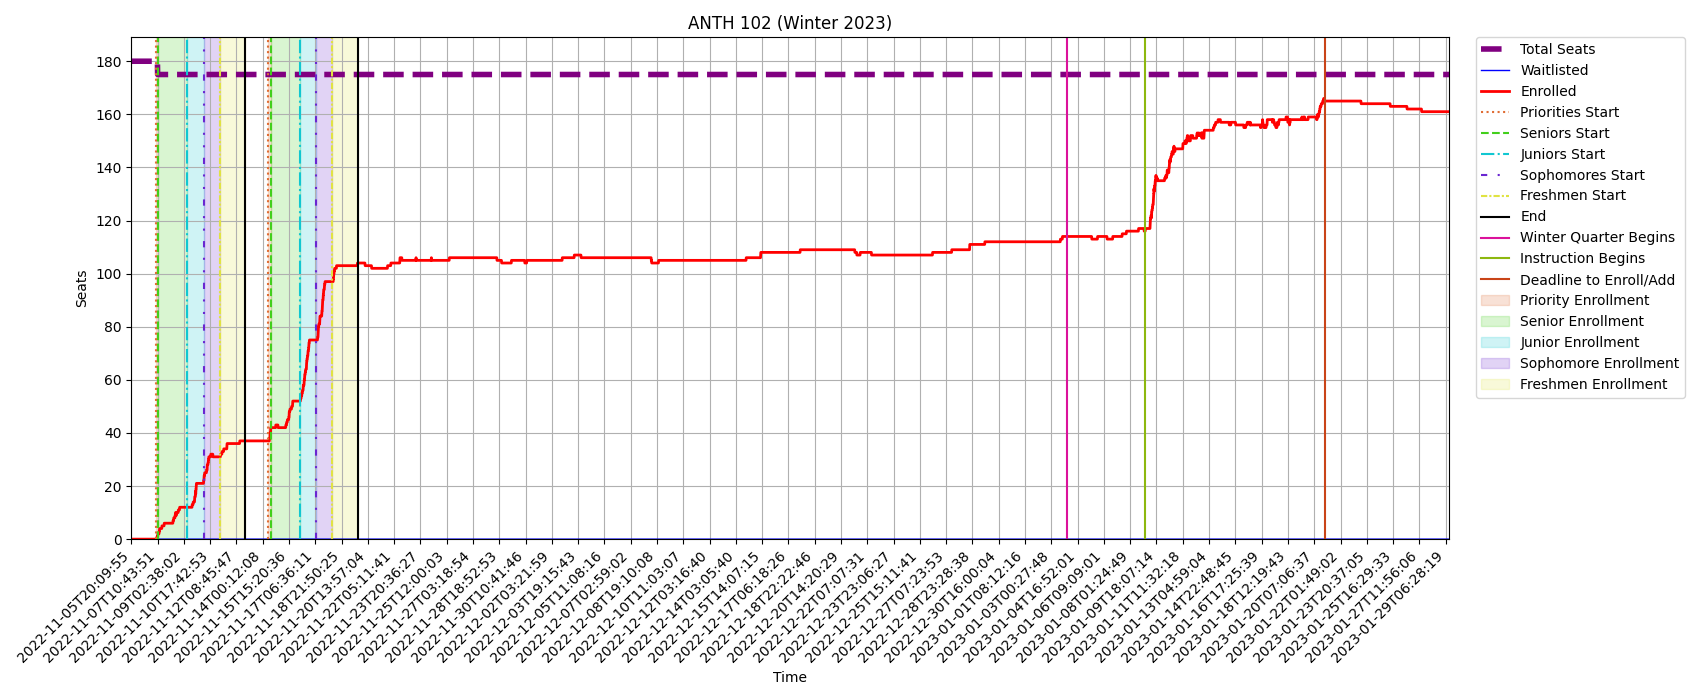 ANTH 102 (Winter 2023)
Seats
180
160
140
120
100
80
60
40
20
0
2022-11-05T20:09:55
2022-11-07T10:43:51
2022-11-09T02:38:02
2022-11-10T17:42:53
2022-11-12T08:45:47
2022-11-14T00:12:08
2022-11-15T15:20:36
2022-11-17T06:36:11
2022-11-18T21:50:25
2022-11-20T13:57:04
2022-11-22T05:11:41
2022-11-23T20:36:27
2022-11-25T12:00:03
2022-11-27T03:18:54
2022-11-28T18:52:53
2022-11-30T10:41:46
2022-12-02T03:21:59
2022-12-03T19:15:43
2022-12-05T11:08:16
2022-12-07T02:59:02
2022-12-08T19:10:08
2022-12-10T11:03:07
2022-12-12T03:16:40
2022-12-14T03:05:40
2022-12-15T14:07:15
2022-12-17T06:18:26
2022-12-18T22:22:46
2022-12-20T14:20:29
2022-12-22T07:07:31
2022-12-23T23:06:27
2022-12-25T15:11:41
2022-12-27T07:23:53
2022-12-28T23:28:38
2022-12-30T16:00:04
2023-01-01T08:12:16
2023-01-03T00:27:48
2023-01-04T16:52:01
2023-01-06T09:09:01
2023-01-08T01:24:49
2023-01-09T18:07:14
2023-01-11T11:32:18
2023-01-13T04:59:04
2023-01-14T22:48:45
2023-01-16T17:25:39
2023-01-18T12:19:43
2023-01-20T07:06:37
2023-01-22T01:49:02
2023-01-23T20:37:05
2023-01-25T16:29:33
2023-01-27T11:56:06
2023-01-29T06:28:19
Time
Total Seats
Waitlisted
Enrolled
Priorities Start
Seniors Start
Juniors Start
Sophomores Start
Freshmen Start
End
Winter Quarter Begins
Instruction Begins
Deadline to Enroll/Add
Priority Enrollment
Senior Enrollment
Junior Enrollment
Sophomore Enrollment
Freshmen Enrollment